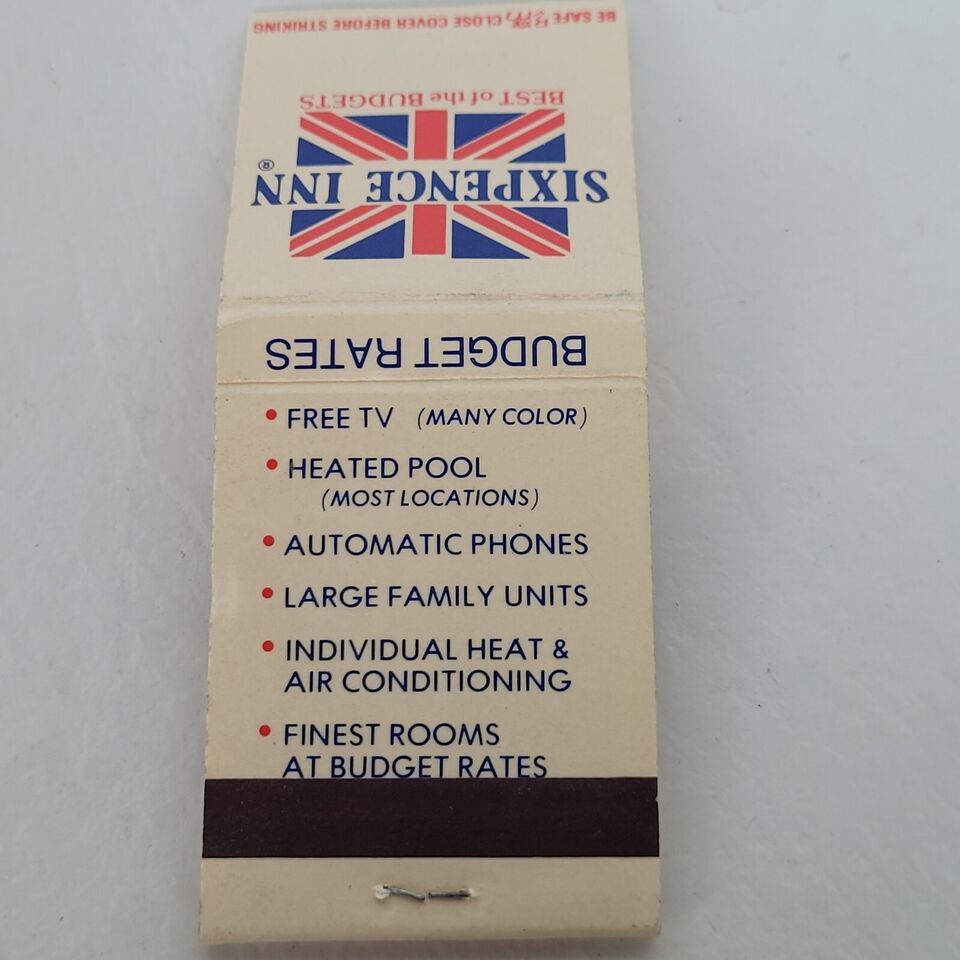 BE SAFE CLOSE COVER BEFORE STRIKING
BEST of the BUDGETS
SIXPENCE INN®
BUDGET RATES
• FREE TV (MANY COLOR)
• HEATED POOL
(MOST LOCATIONS)
• AUTOMATIC PHONES
• LARGE FAMILY UNITS
• INDIVIDUAL HEAT &
AIR CONDITIONING
• FINEST ROOMS
AT BUDGET RATES